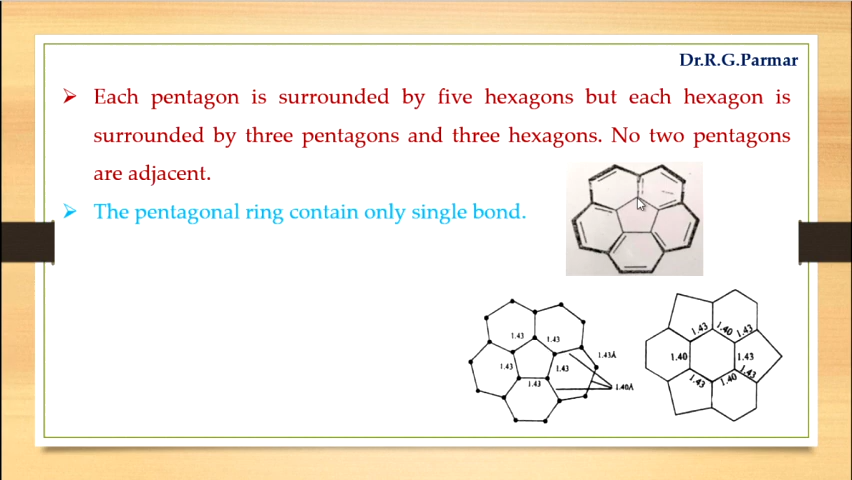 Dr.R.G.Parmar
Each pentagon is surrounded by five hexagons but each hexagon is
surrounded by three pentagons and three hexagons. No two pentagons
are adjacent.
The pentagonal ring contain only single bond.
1.43 1.43
1.43 1.43
1.43
1.43Å
1.40Å
1.43 1.40 1.43
1.40 1.43
1.43 1.40 1.43